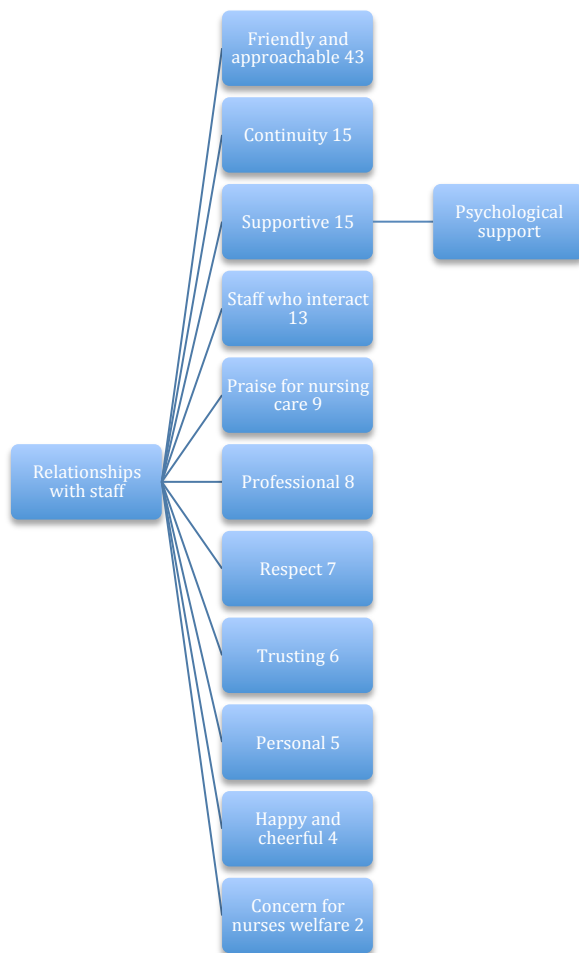 Friendly and
approachable 43
Continuity 15
Supportive 15
Psychological
support
Staff who interact
13
Praise for nursing
care 9
Relationships
with staff
Professional 8
Respect 7
Trusting 6
Personal 5
Happy and
cheerful 4
Concern for
nurses welfare 2